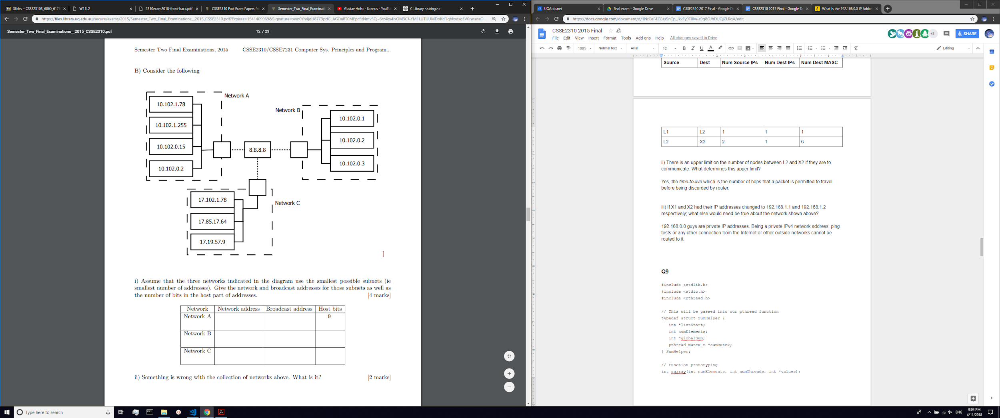 Slides – CSSE2310S_6860_6176
W11L2
2310exam2018-front-back.pdf
CSSE2310 Past Exam Papers fr
Semester_Two_Final_Examinati
Gustav Holst - Uranus - YouTu
C Library <string.h>
https://files.library.uq.edu.au/secure/exams/2015/Semester_Two_Final_Examinations__2015_CSSE2310.pdf?Expires=1541409969&Signature=
Semester_Two_Final_Examinations__2015_CSSE2310.pdf
12 / 23
Semester Two Final Examinations, 2015
CSSE2310/CSSE7231 Computer Sys. Principles and Program...
B) Consider the following
Network A
10.102.1.78
10.102.1.255
10.102.0.15
10.102.0.2
8.8.8.8
Network B
10.102.0.1
10.102.0.2
10.102.0.3
Network C
17.102.1.78
17.85.17.64
17.19.57.9
]
i) Assume that the three networks indicated in the diagram use the smallest possible subnets (ie
smallest number of addresses). Give the network and broadcast addresses for those subnets as well as
the number of bits in the host part of addresses. [4 marks]
Network Network address Broadcast address Host bits
Network A 9
Network B
Network C
ii) Something is wrong with the collection of networks above. What is it? [2 marks]
UQAttic.net
final exam - Google Drive
CSSE2310 2017 Final - Google D
CSSE2310 2015 Final - Google D
What Is the 192.168.0.0 IP Addre
https://docs.google.com/document/d/
CSSE2310 2015 Final
File Edit View Insert Format Tools Add-ons Help All changes saved in Drive
+3
SHARE
100% Normal text Arial 12 B I U A Editing
Source Dest Num Source IPs Num Dest IPs Num Dest MASC
L1 L2 1 1 1
L2 X2 2 1 6
ii) There is an upper limit on the number of nodes between L2 and X2 if they are to
communicate. What determines this upper limit?
Yes, the time-to-live which is the number of hops that a packet is permitted to travel
before being discarded by router.
iii) If X1 and X2 had their IP addresses changed to 192.168.1.1 and 192.168.1.2
respectively; what else would need be true about the network shown above?
192.168.0.0 guys are private IP addresses. Being a private IPv4 network address, ping
tests or any other connection from the Internet or other outside networks cannot be
routed to it.
Q9
#include <stdlib.h>
#include <stdio.h>
#include <pthread.h>
// This will be passed into our pthread function
typedef struct SumHelper {
int *listStart;
int numElements;
int *globalSum;
pthread_mutex_t *sumMutex;
} SumHelper;
// Function prototyping
int sarray(int numElements, int numThreads, int *values);
Type here to search
ENG
9:04 PM
4/11/2018